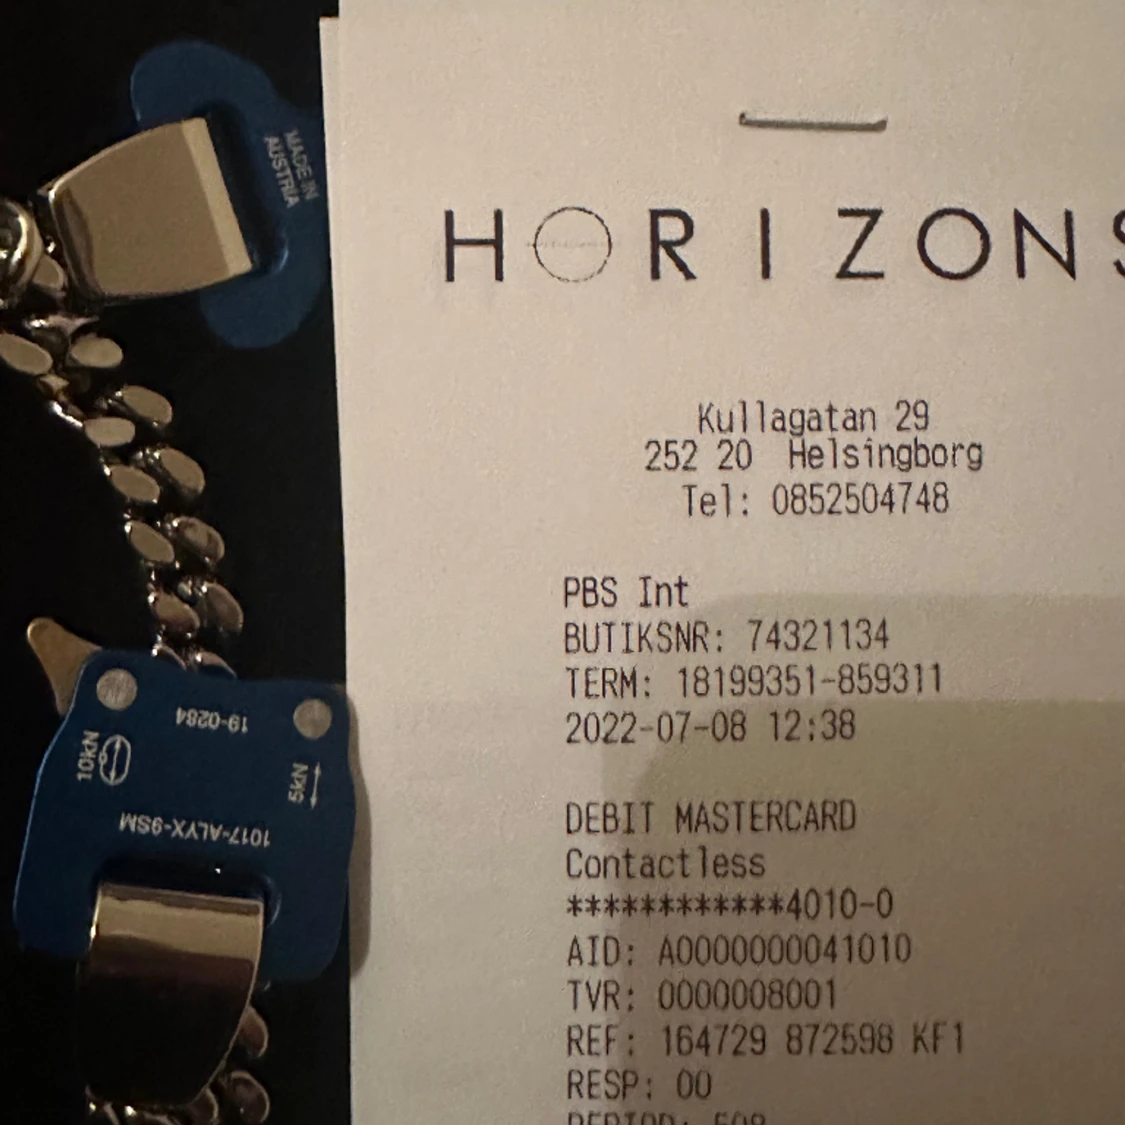 MADE IN
AUSTRIA
19-0284
10kN
5kN
1017-ALYX-9SM
HORIZONS
Kullagatan 29
252 20 Helsingborg
Tel: 0852504748
PBS Int
BUTIKSNR: 74321134
TERM: 18199351-859311
2022-07-08 12:38
DEBIT MASTERCARD
Contactless
************4010-0
AID: A0000000041010
TVR: 0000008001
REF: 164729 872598 KF1
RESP: 00
PERIOD: